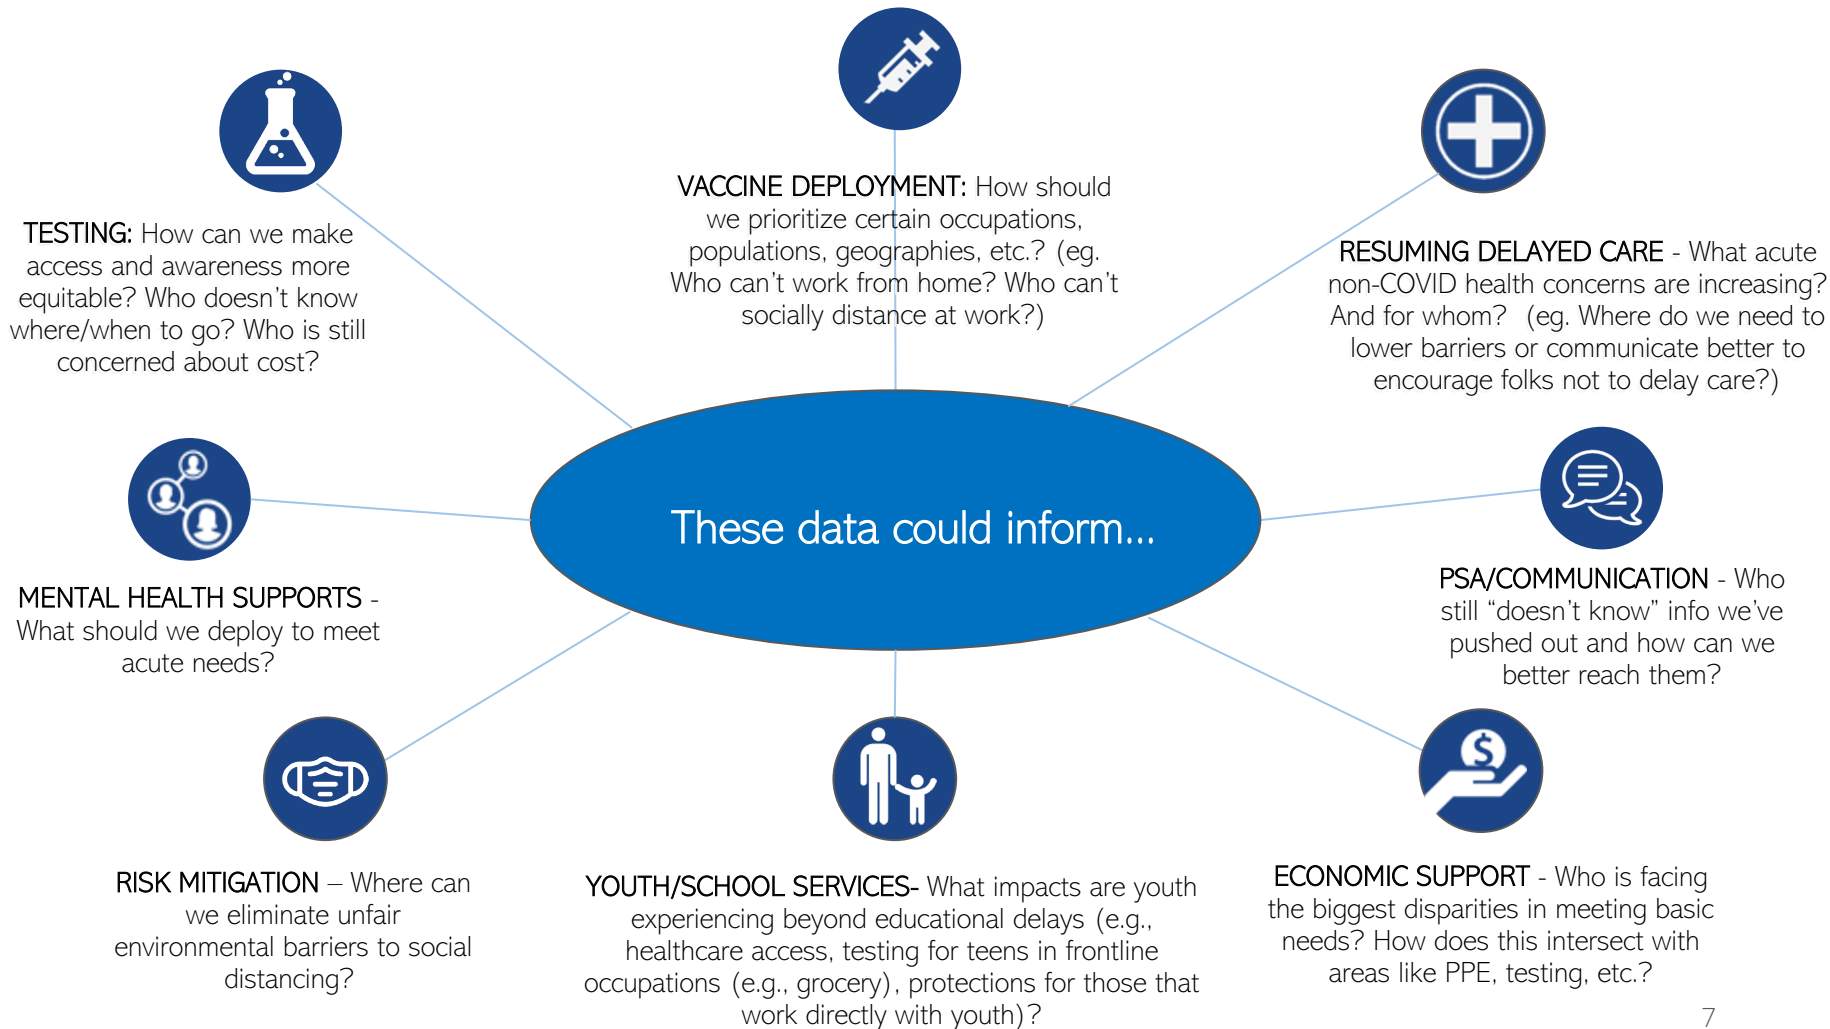 TESTING: How can we make
access and awareness more
equitable? Who doesn't know
where/when to go? Who is still
concerned about cost?
VACCINE DEPLOYMENT: How should
we prioritize certain occupations,
populations, geographies, etc.? (eg.
Who can't work from home? Who can't
socially distance at work?)
RESUMING DELAYED CARE - What acute
non-COVID health concerns are increasing?
And for whom? (eg. Where do we need to
lower barriers or communicate better to
encourage folks not to delay care?)
These data could inform...
MENTAL HEALTH SUPPORTS -
What should we deploy to meet
acute needs?
PSA/COMMUNICATION - Who
still “doesn't know” info we've
pushed out and how can we
better reach them?
RISK MITIGATION – Where can
we eliminate unfair
environmental barriers to social
distancing?
YOUTH/SCHOOL SERVICES- What impacts are youth
experiencing beyond educational delays (e.g.,
healthcare access, testing for teens in frontline
occupations (e.g., grocery), protections for those that
work directly with youth)?
$
ECONOMIC SUPPORT - Who is facing
the biggest disparities in meeting basic
needs? How does this intersect with
areas like PPE, testing, etc.?
7